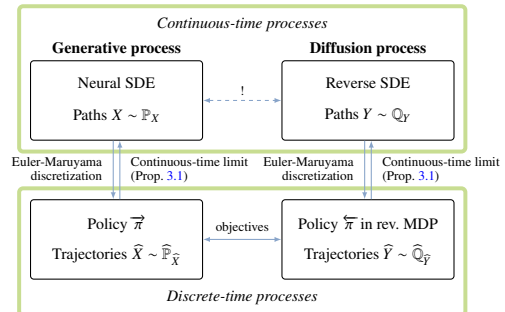 Continuous-time processes
Generative process
Diffusion process
Neural SDE
Paths X ∼ ℙ_X
!
Reverse SDE
Paths Y ∼ ℚ_Y
Euler-Maruyama
discretization
Continuous-time limit
(Prop. 3.1)
Euler-Maruyama
discretization
Continuous-time limit
(Prop. 3.1)
Policy π⃗
Trajectories X̂ ∼ ℙ̂_X̂
objectives
Policy π⃖ in rev. MDP
Trajectories Ŷ ∼ ℚ̂_Ŷ
Discrete-time processes